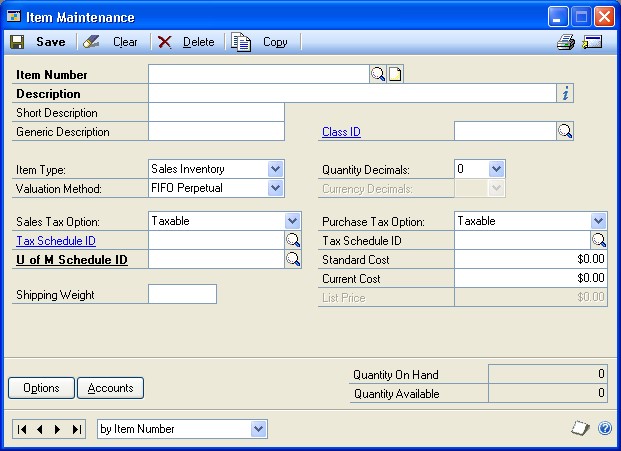 Item Maintenance
Save Clear Delete Copy
Item Number
Description
Short Description
Generic Description Class ID
Item Type: Sales Inventory Quantity Decimals: 0
Valuation Method: FIFO Perpetual Currency Decimals:
Sales Tax Option: Taxable Purchase Tax Option: Taxable
Tax Schedule ID Tax Schedule ID
U of M Schedule ID Standard Cost $0.00
Current Cost $0.00
Shipping Weight List Price $0.00
Quantity On Hand 0
Options Accounts Quantity Available 0
by Item Number